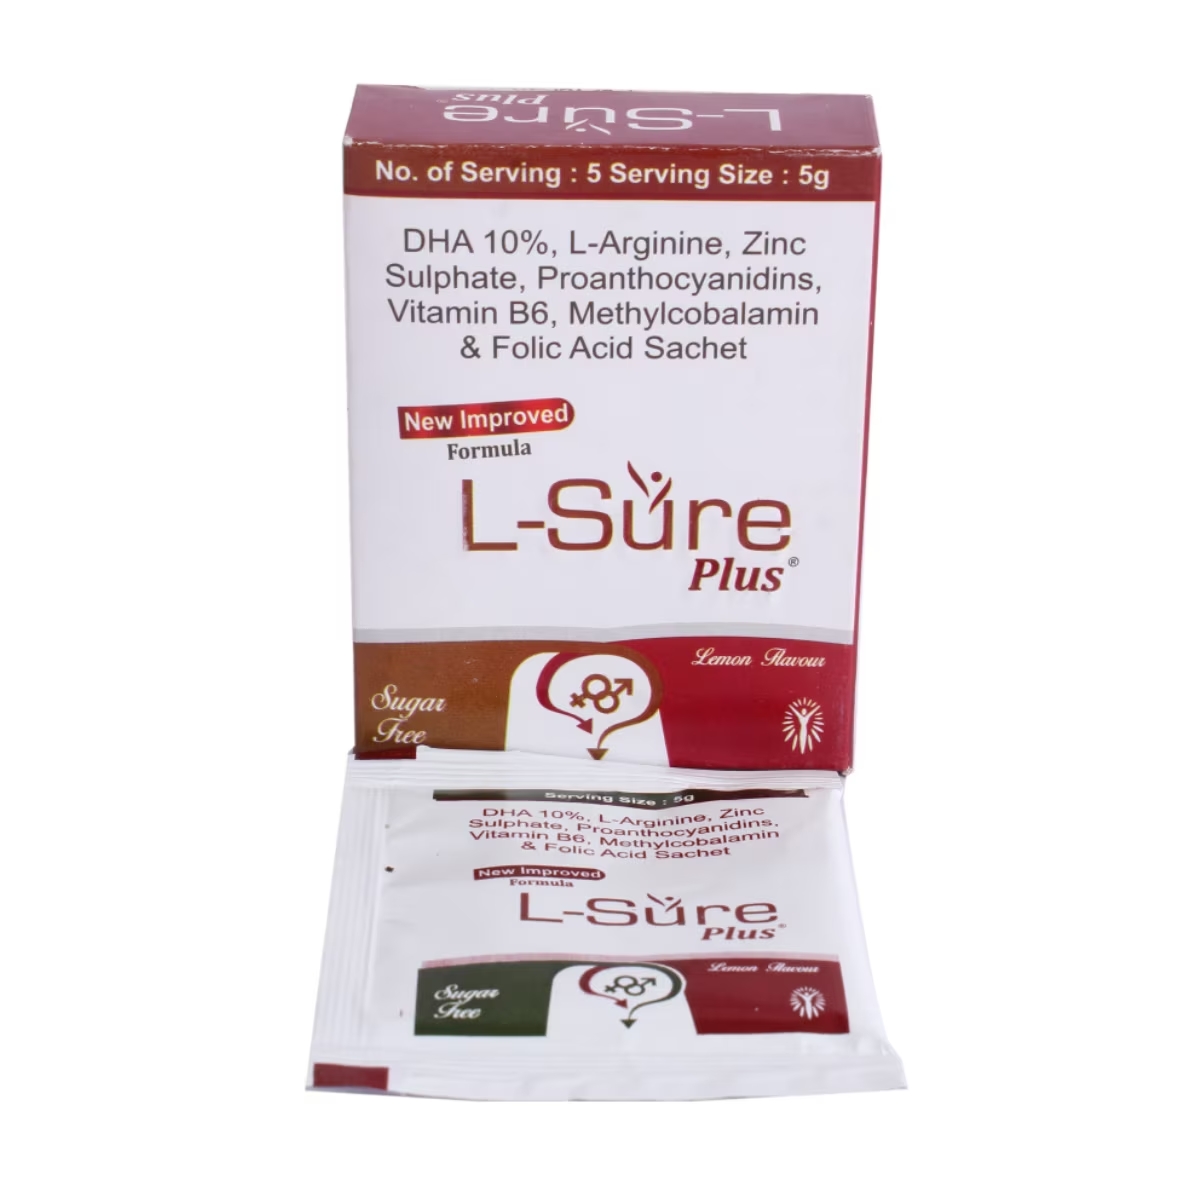 L-Sure
Plus®
No. of Serving : 5 Serving Size : 5g
DHA 10%, L-Arginine, Zinc
Sulphate, Proanthocyanidins,
Vitamin B6, Methylcobalamin
& Folic Acid Sachet
New Improved
Formula
L-Sure
Plus®
Lemon Flavour
Sugar
Free
Serving Size : 5g
DHA 10%, L-Arginine, Zinc
Sulphate, Proanthocyanidins,
Vitamin B6, Methylcobalamin
& Folic Acid Sachet
New Improved
Formula
L-Sure
Plus®
Lemon Flavour
Sugar
Free